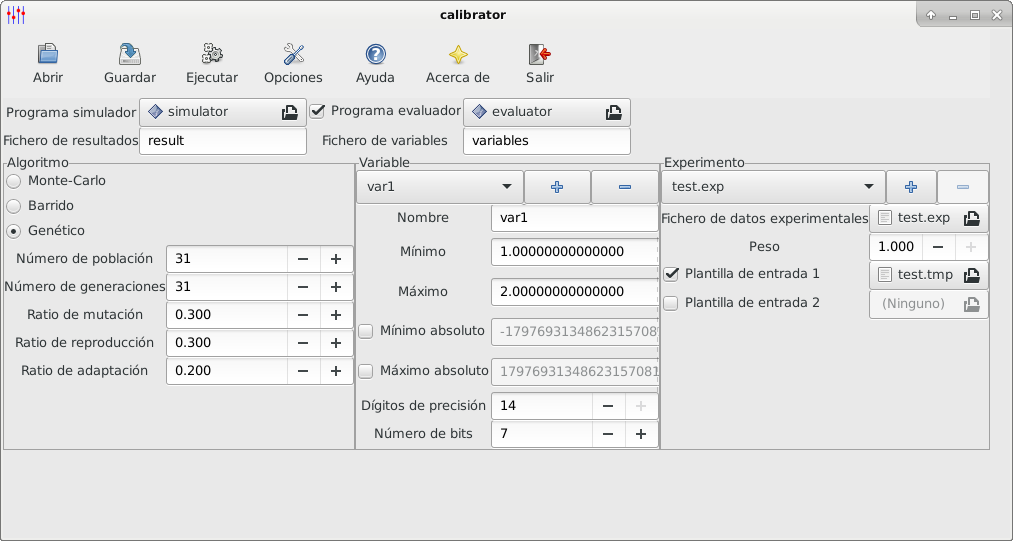 calibrator
Abrir Guardar Ejecutar Opciones Ayuda Acerca de Salir
Programa simulador simulator Programa evaluador evaluator
Fichero de resultados result Fichero de variables variables
Algoritmo
Monte-Carlo
Barrido
Genético
Número de población 31
Número de generaciones 31
Ratio de mutación 0.300
Ratio de reproducción 0.300
Ratio de adaptación 0.200
Variable
var1
Nombre var1
Mínimo 1.00000000000000
Máximo 2.00000000000000
Mínimo absoluto -179769313486231570
Máximo absoluto 17976931348623157081
Dígitos de precisión 14
Número de bits 7
Experimento
test.exp
Fichero de datos experimentales test.exp
Peso 1.000
Plantilla de entrada 1 test.tmp
Plantilla de entrada 2 (Ninguno)